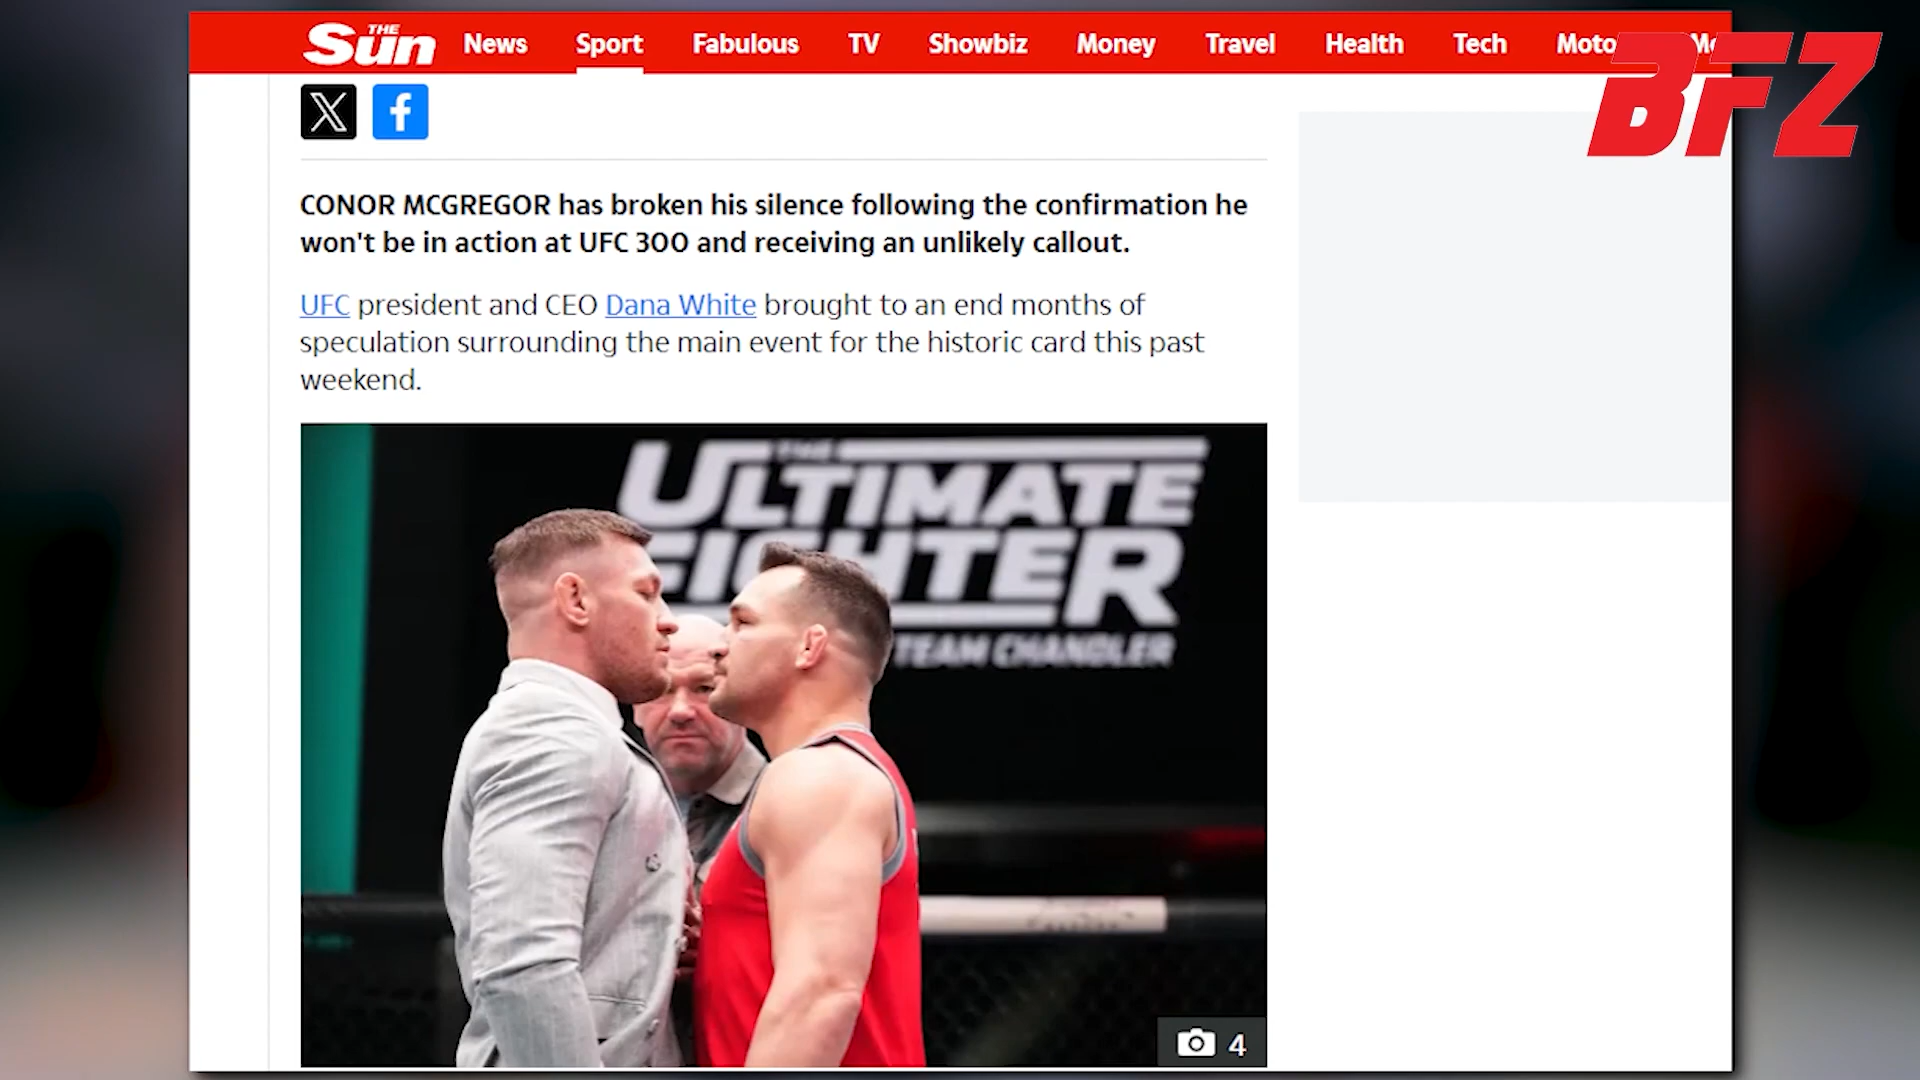 THE Sun News Sport Fabulous TV Showbiz Money Travel Health Tech
BFZ
CONOR MCGREGOR has broken his silence following the confirmation he
won't be in action at UFC 300 and receiving an unlikely callout.
UFC president and CEO Dana White brought to an end months of
speculation surrounding the main event for the historic card this past
weekend.
THE
ULTIMATE
FIGHTER
TEAM CHANDLER
4